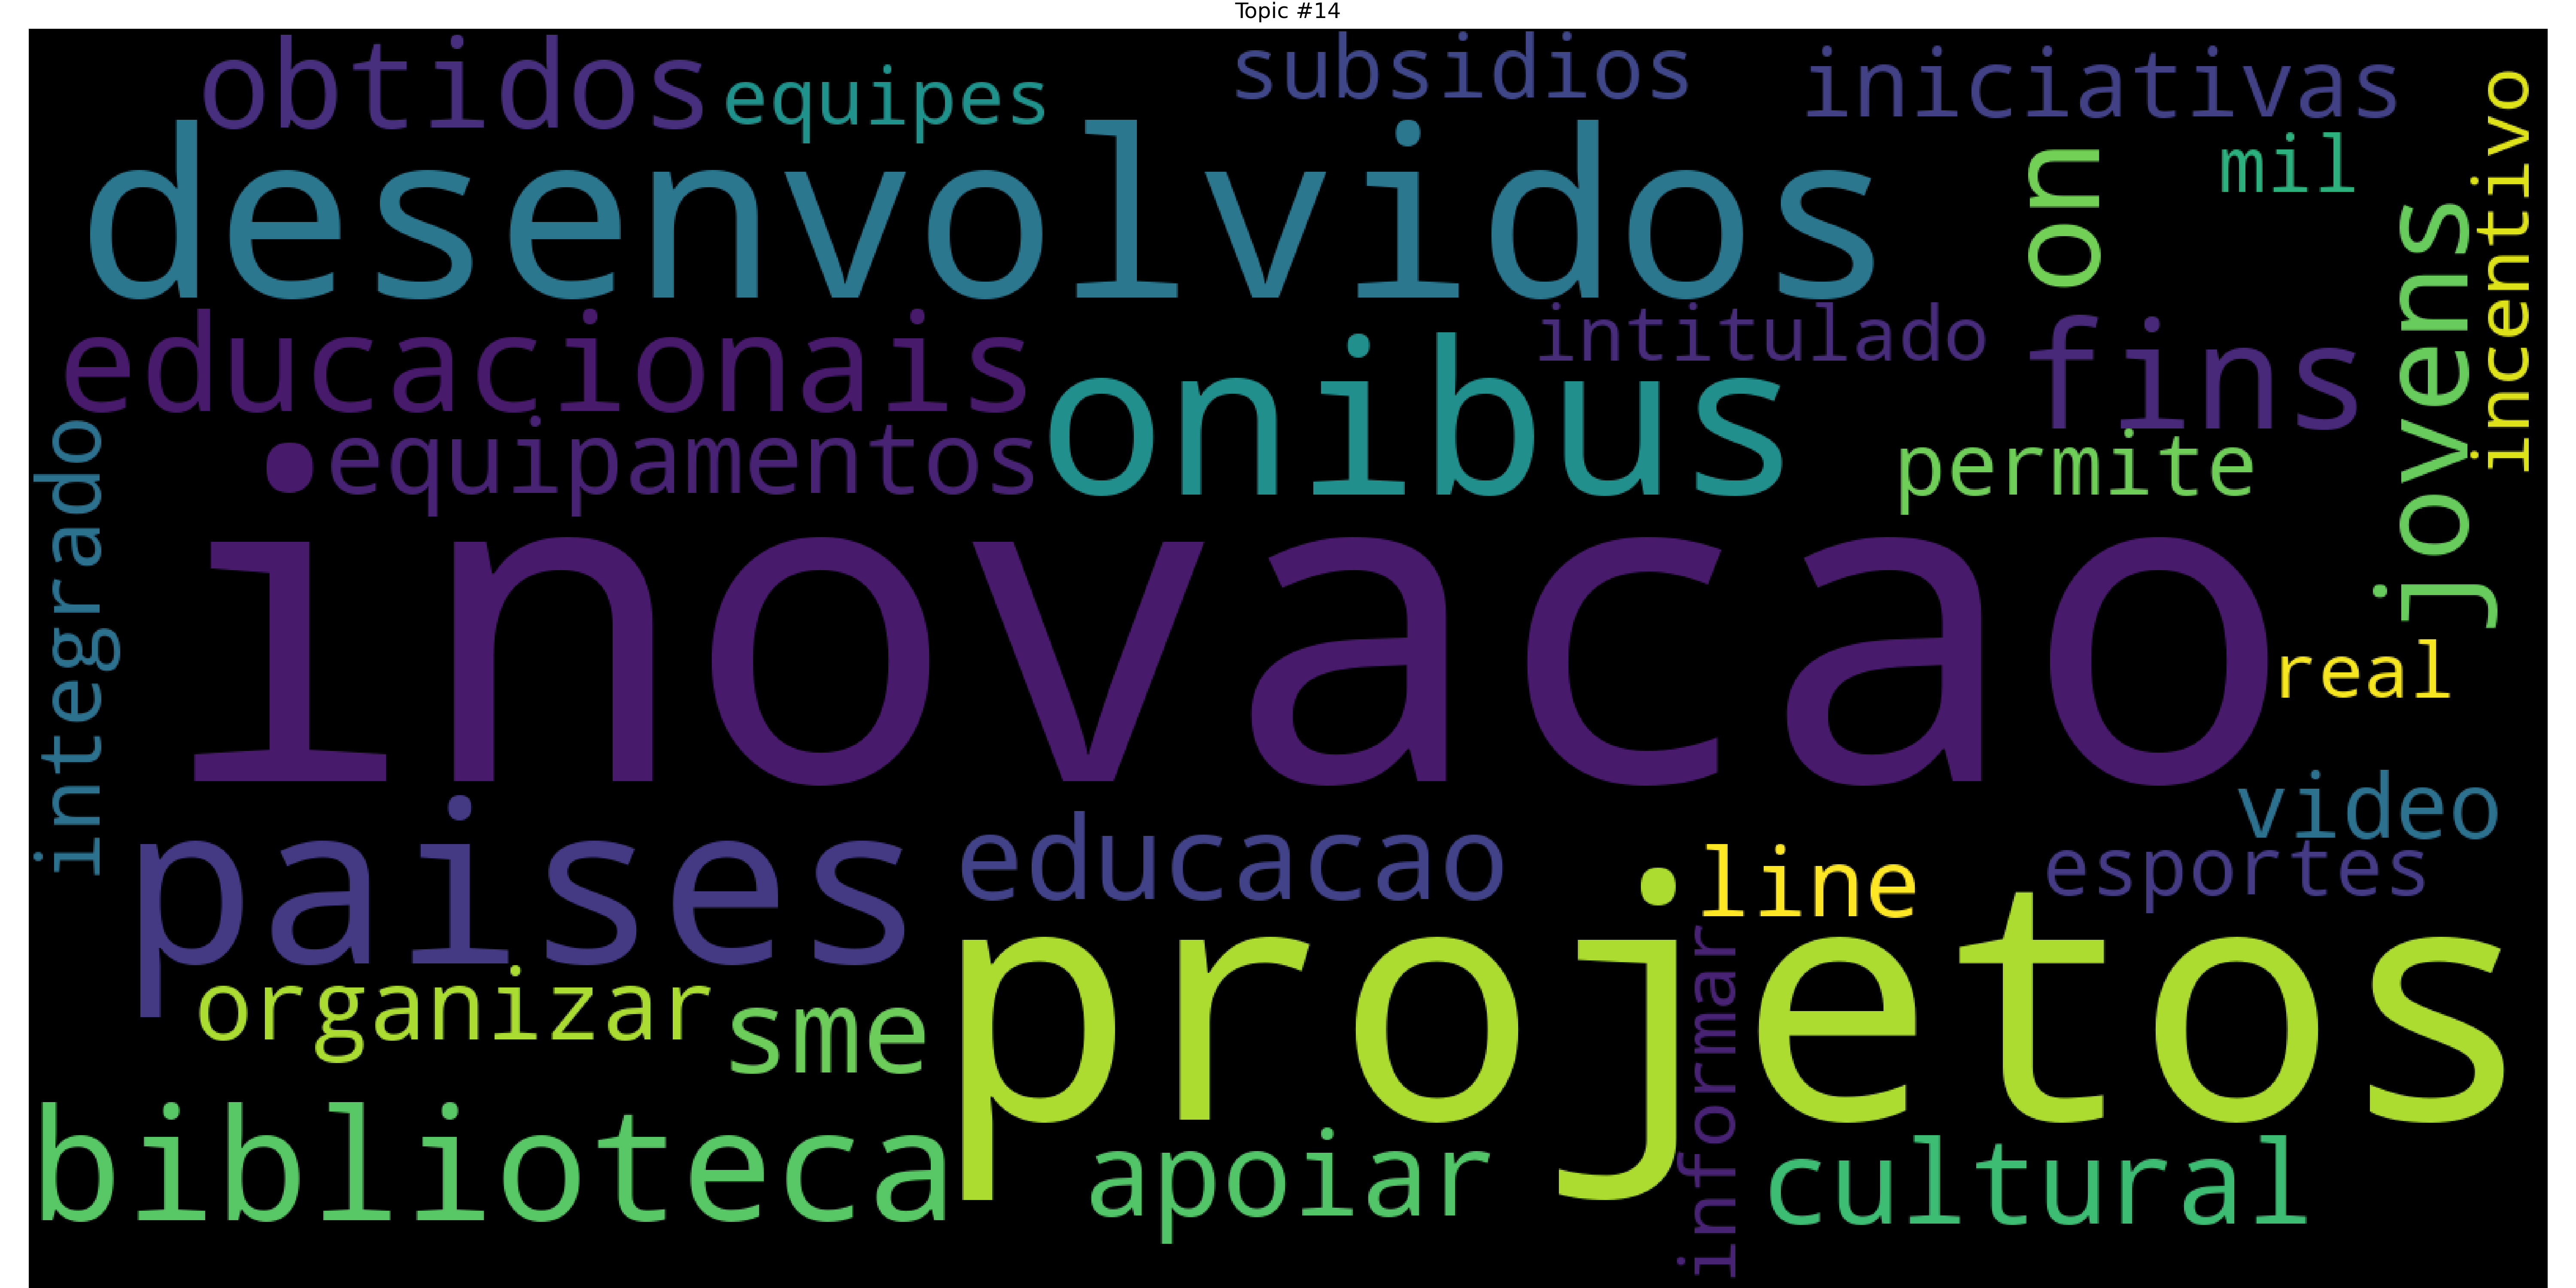 Topic #14
obtidos
equipes
subsidios
iniciativas
incentivo
desenvolvidos
on
mil
jovens
educacionais
intitulado
fins
equipamentos
onibus
permite
integrado
inovacao
real
paises
educacao
video
line
esportes
organizar
sme
projetos
informar
biblioteca
apoiar
cultural